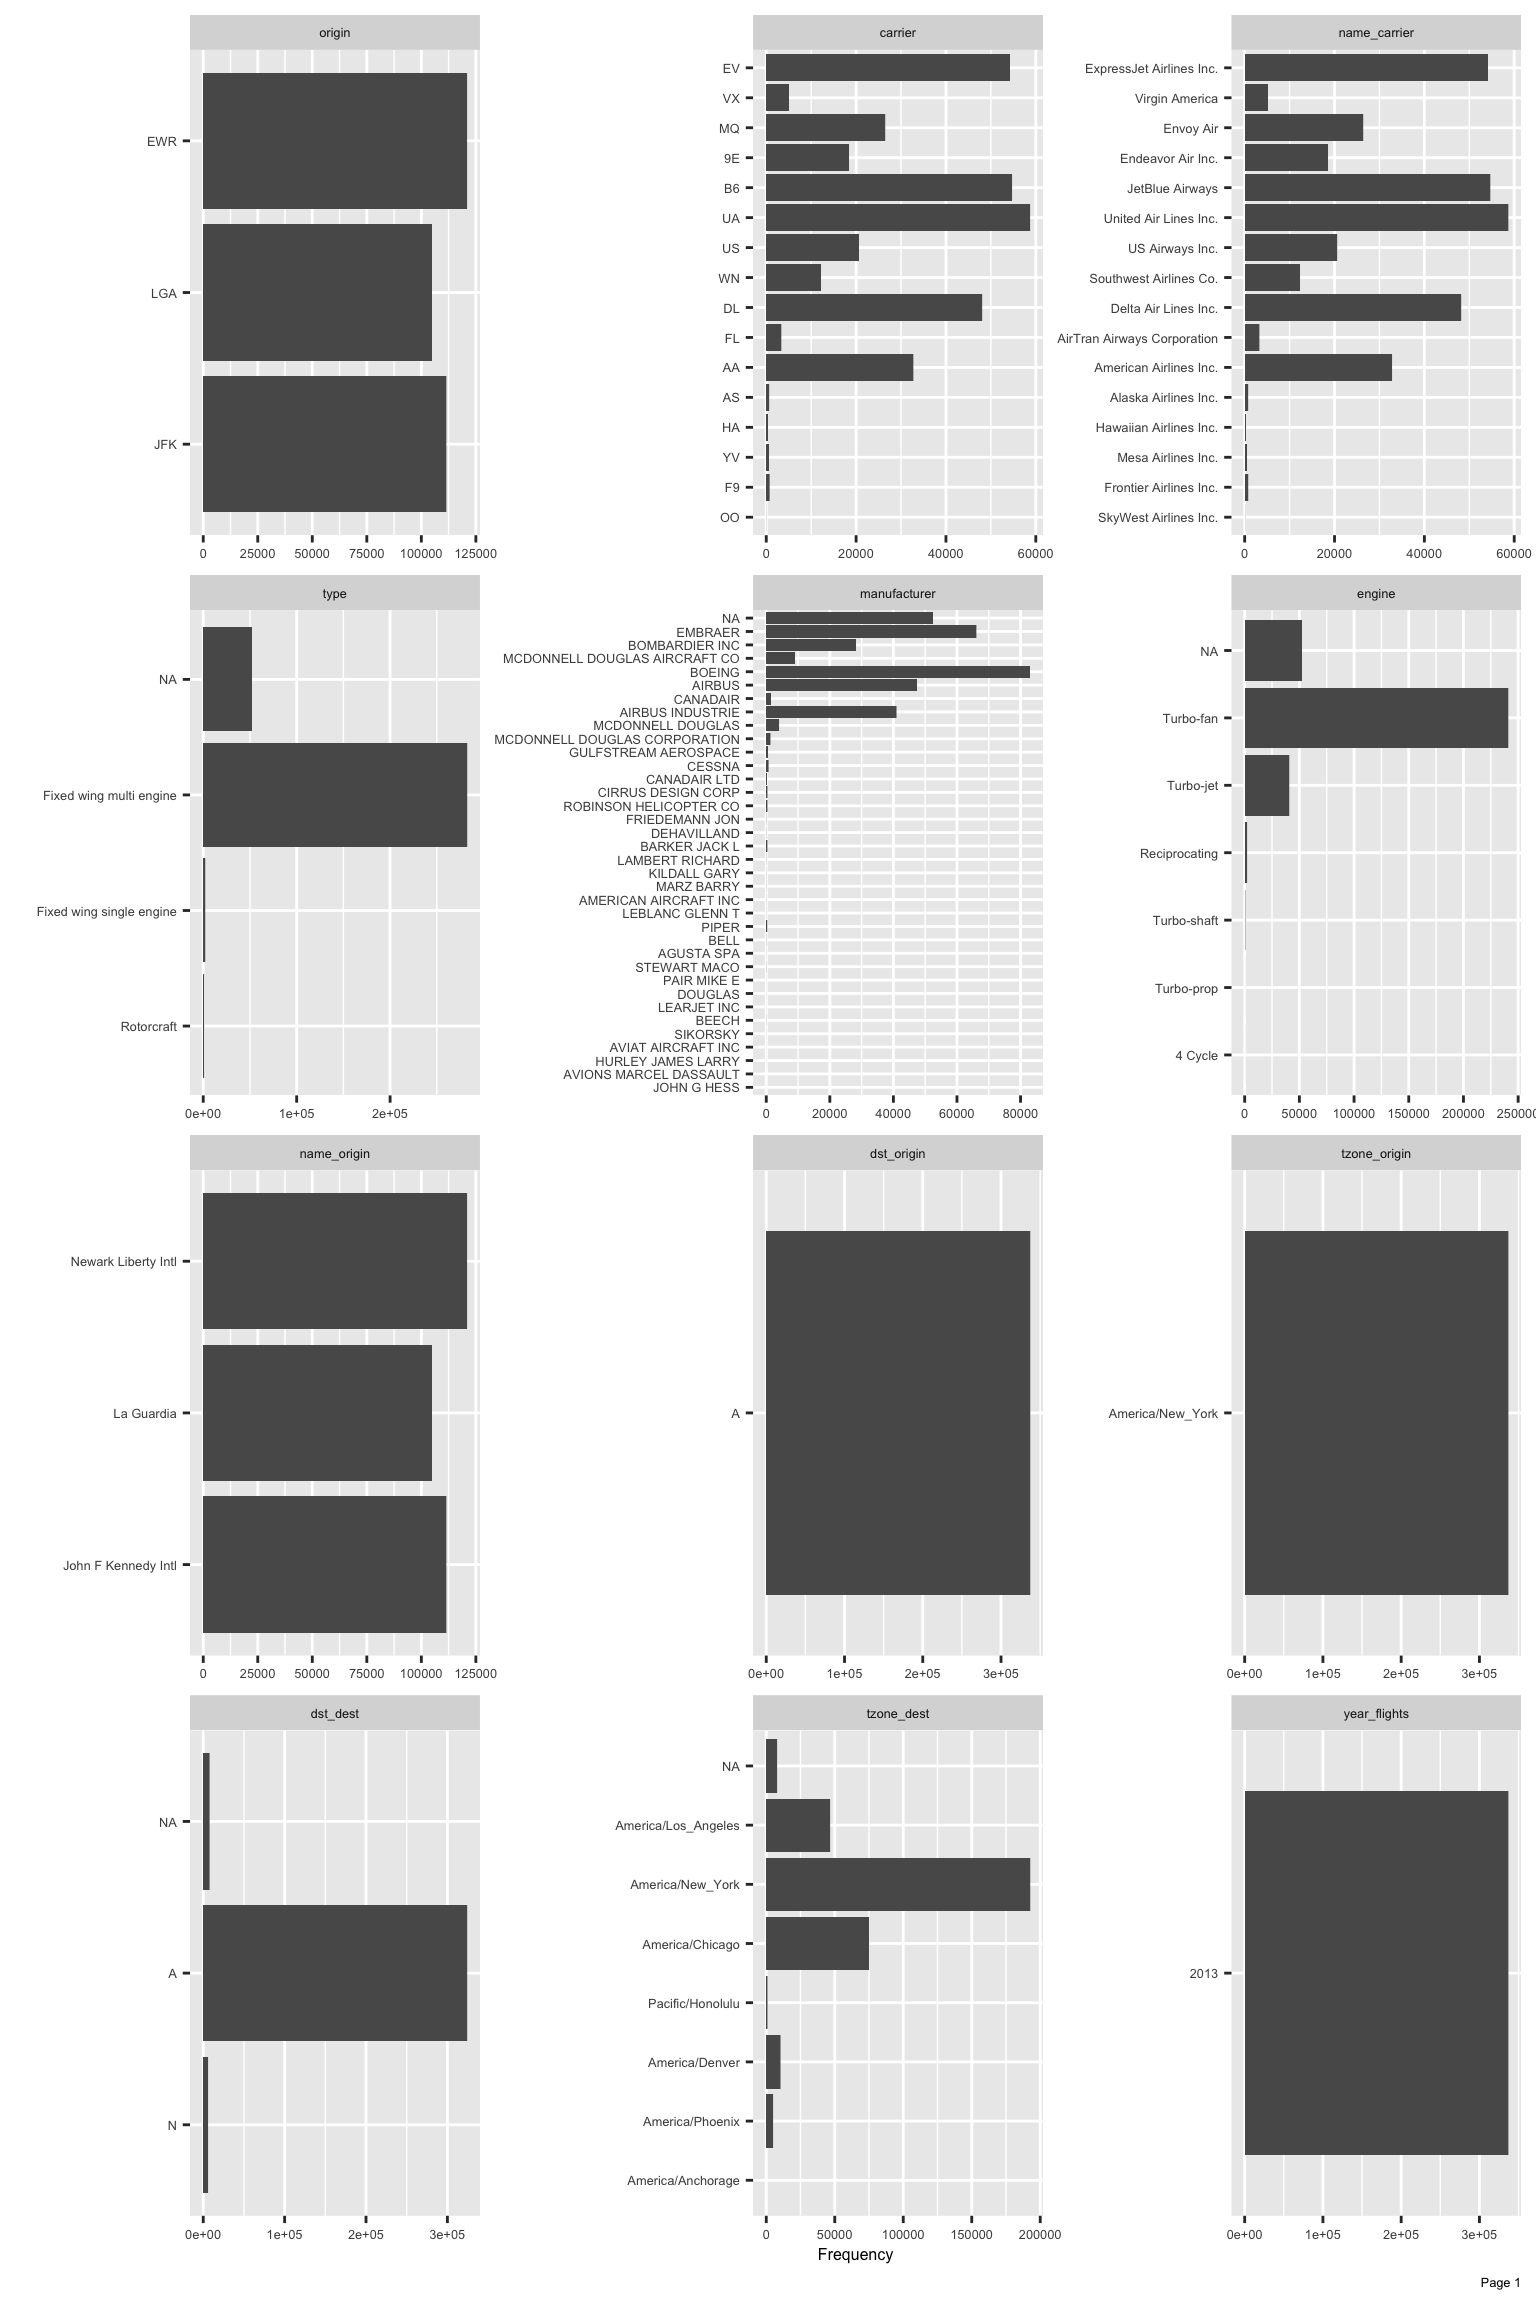 origin
EWR
LGA
JFK
0 25000 50000 75000 100000 125000
carrier
EV
VX
MQ
9E
B6
UA
US
WN
DL
FL
AA
AS
HA
YV
F9
OO
0 20000 40000 60000
name_carrier
ExpressJet Airlines Inc.
Virgin America
Envoy Air
Endeavor Air Inc.
JetBlue Airways
United Air Lines Inc.
US Airways Inc.
Southwest Airlines Co.
Delta Air Lines Inc.
AirTran Airways Corporation
American Airlines Inc.
Alaska Airlines Inc.
Hawaiian Airlines Inc.
Mesa Airlines Inc.
Frontier Airlines Inc.
SkyWest Airlines Inc.
0 20000 40000 60000
type
NA
Fixed wing multi engine
Fixed wing single engine
Rotorcraft
0e+00 1e+05 2e+05
manufacturer
NA
EMBRAER
BOMBARDIER INC
MCDONNELL DOUGLAS AIRCRAFT CO
BOEING
AIRBUS
CANADAIR
AIRBUS INDUSTRIE
MCDONNELL DOUGLAS
MCDONNELL DOUGLAS CORPORATION
GULFSTREAM AEROSPACE
CESSNA
CANADAIR LTD
CIRRUS DESIGN CORP
ROBINSON HELICOPTER CO
FRIEDEMANN JON
DEHAVILLAND
BARKER JACK L
LAMBERT RICHARD
KILDALL GARY
MARZ BARRY
AMERICAN AIRCRAFT INC
LEBLANC GLENN T
PIPER
BELL
AGUSTA SPA
STEWART MACO
PAIR MIKE E
DOUGLAS
LEARJET INC
BEECH
SIKORSKY
AVIAT AIRCRAFT INC
HURLEY JAMES LARRY
AVIONS MARCEL DASSAULT
JOHN G HESS
0 20000 40000 60000 80000
engine
NA
Turbo-fan
Turbo-jet
Reciprocating
Turbo-shaft
Turbo-prop
4 Cycle
0 50000 100000 150000 200000 250000
name_origin
Newark Liberty Intl
La Guardia
John F Kennedy Intl
0 25000 50000 75000 100000 125000
dst_origin
A
0e+00 1e+05 2e+05 3e+05
tzone_origin
America/New_York
0e+00 1e+05 2e+05 3e+05
dst_dest
NA
A
N
0e+00 1e+05 2e+05 3e+05
tzone_dest
NA
America/Los_Angeles
America/New_York
America/Chicago
Pacific/Honolulu
America/Denver
America/Phoenix
America/Anchorage
0 50000 100000 150000 200000
year_flights
2013
0e+00 1e+05 2e+05 3e+05
Frequency
Page 1